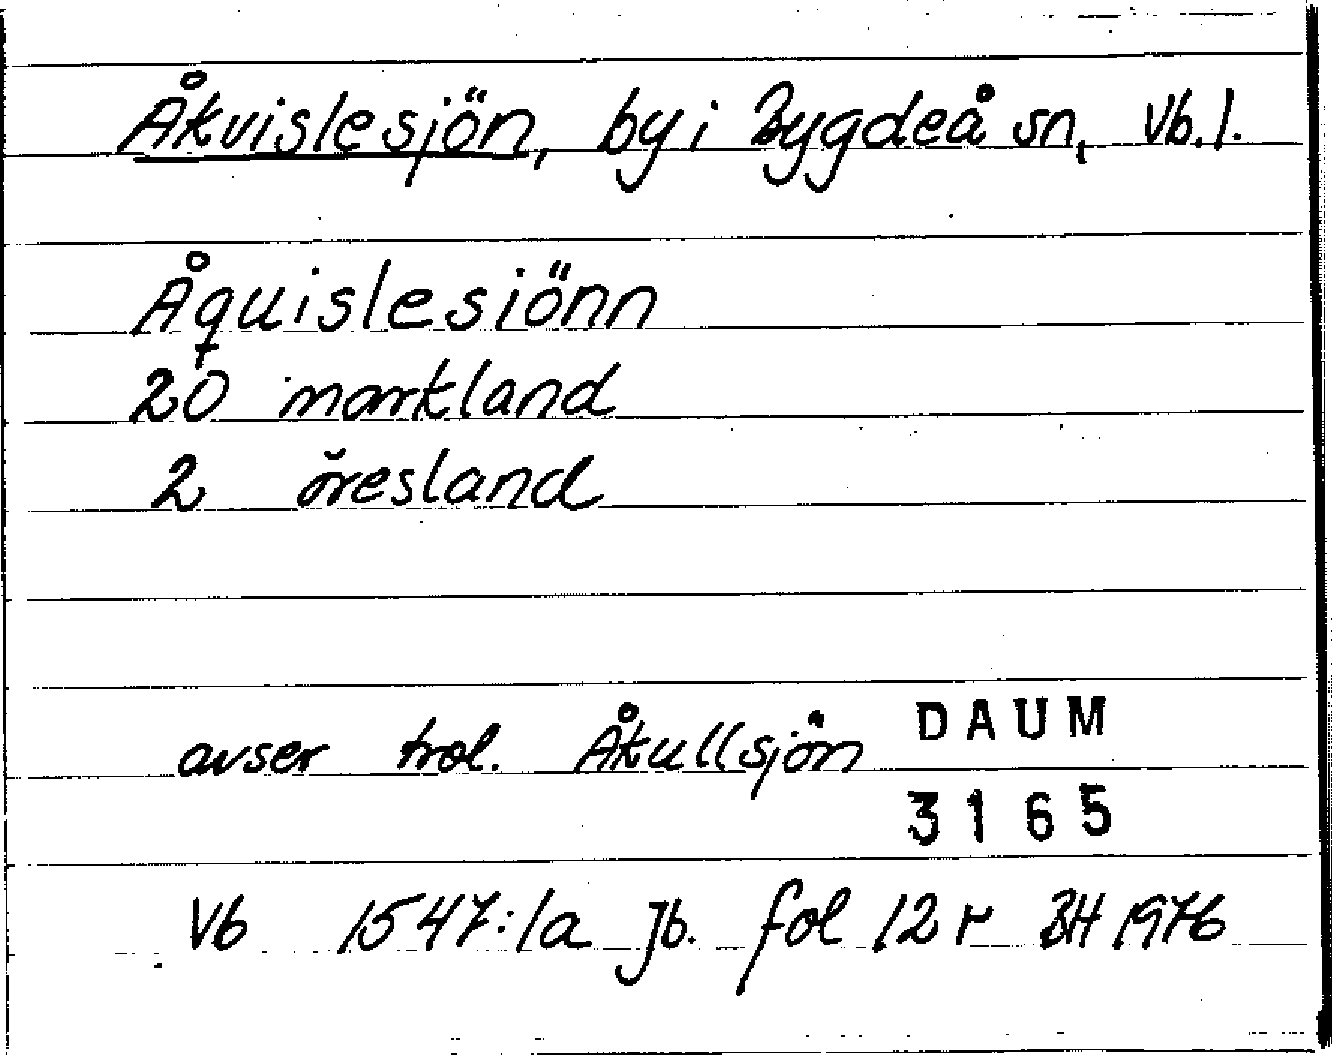 Åkvislesjön, by i Bygdeå sn, Vb.l.
Åquislesiönn
20 markland
2 öresland
avser trol. Åkullsjön
DAUM
3165
Vb 1547:1a Jb. fol 12 r BH 1976